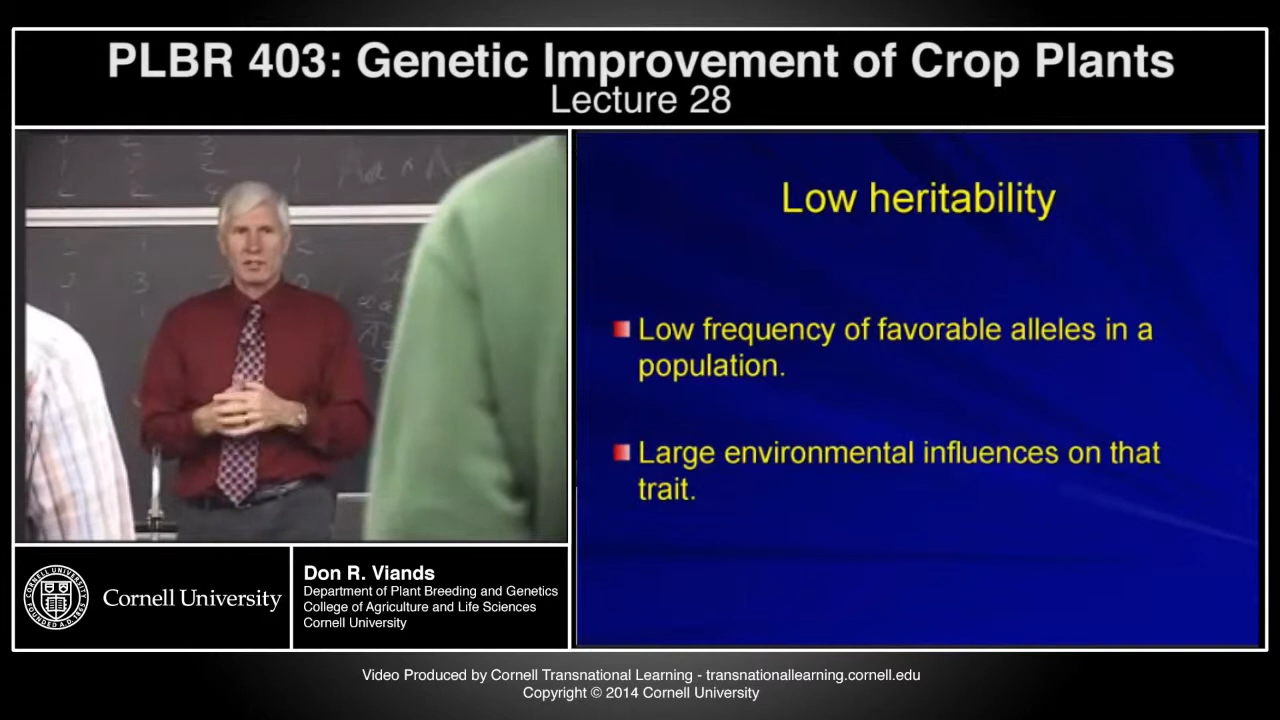 PLBR 403: Genetic Improvement of Crop Plants
Lecture 28
Low heritability
Low frequency of favorable alleles in a
population.
Large environmental influences on that
trait.
Cornell University
Don R. Viands
Department of Plant Breeding and Genetics
College of Agriculture and Life Sciences
Cornell University
Video Produced by Cornell Transnational Learning - transnationallearning.cornell.edu
Copyright © 2014 Cornell University